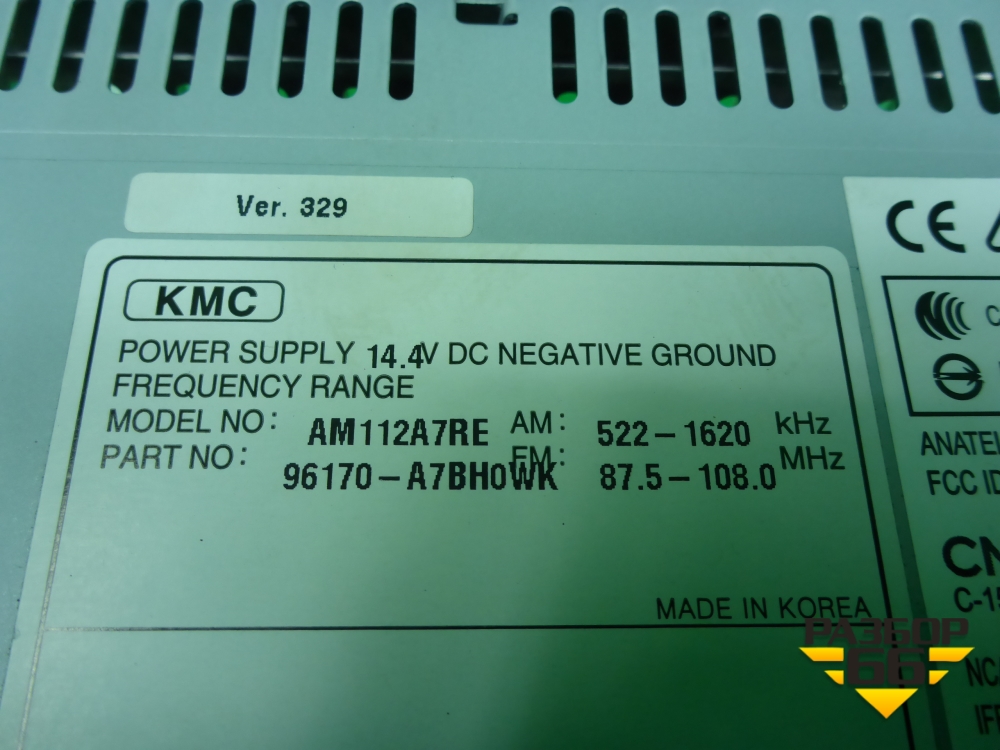 Ver. 329
KMC
POWER SUPPLY 14.4V DC NEGATIVE GROUND
FREQUENCY RANGE
MODEL NO: AM112A7RE AM: 522-1620 kHz
PART NO: 96170-A7BH0WK FM: 87.5-108.0 MHz
MADE IN KOREA
CE
ANATEL
FCC ID
РАЗБОР
66